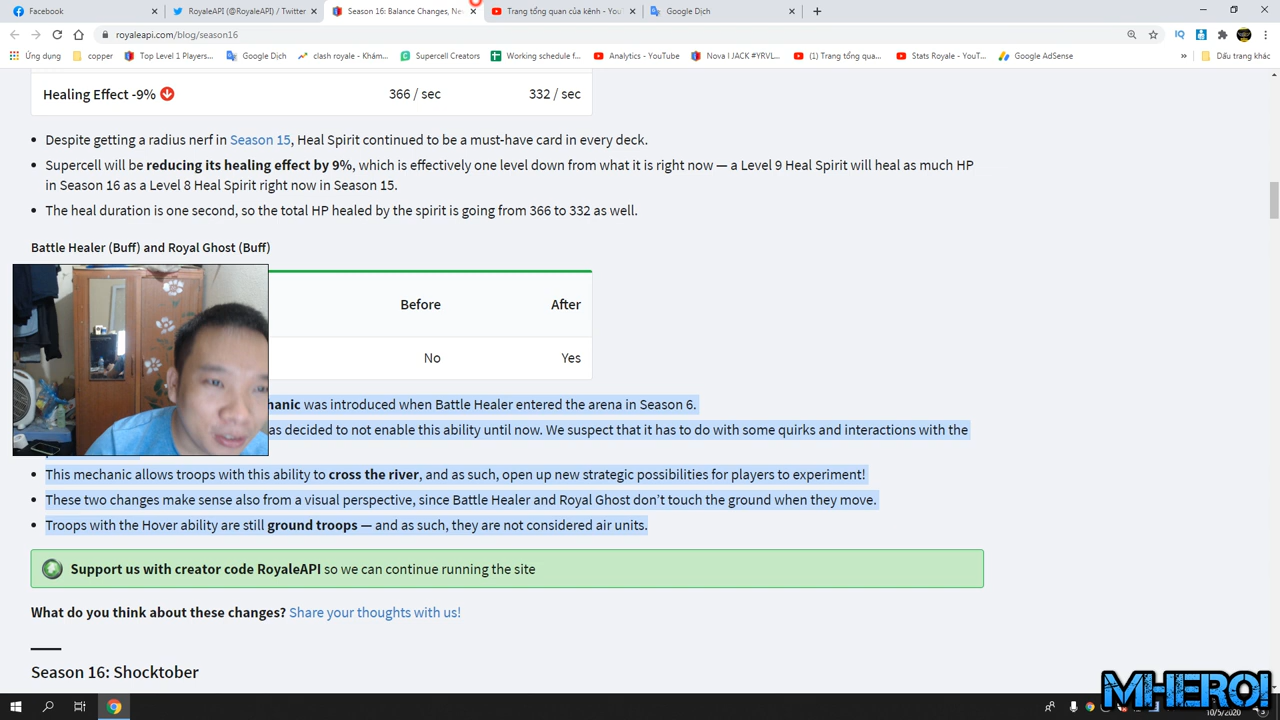 Facebook
RoyaleAPI (@RoyaleAPI) / Twitter
Season 16: Balance Changes, Ne
Trang tổng quan của kênh - You
Google Dịch
royaleapi.com/blog/season16
Ứng dụng
copper
Top Level 1 Players...
Google Dịch
clash royale - Khám...
Supercell Creators
Working schedule f...
Analytics - YouTube
Nova I JACK #YRVL...
(1) Trang tổng qua...
Stats Royale - YouT...
Google AdSense
»
Dấu trang khác
Healing Effect -9% 366 / sec 332 / sec
• Despite getting a radius nerf in Season 15, Heal Spirit continued to be a must-have card in every deck.
• Supercell will be reducing its healing effect by 9%, which is effectively one level down from what it is right now — a Level 9 Heal Spirit will heal as much HP
in Season 16 as a Level 8 Heal Spirit right now in Season 15.
• The heal duration is one second, so the total HP healed by the spirit is going from 366 to 332 as well.
Battle Healer (Buff) and Royal Ghost (Buff)
Before After
No Yes
hanic was introduced when Battle Healer entered the arena in Season 6.
as decided to not enable this ability until now. We suspect that it has to do with some quirks and interactions with the
• This mechanic allows troops with this ability to cross the river, and as such, open up new strategic possibilities for players to experiment!
• These two changes make sense also from a visual perspective, since Battle Healer and Royal Ghost don't touch the ground when they move.
• Troops with the Hover ability are still ground troops — and as such, they are not considered air units.
Support us with creator code RoyaleAPI so we can continue running the site
What do you think about these changes? Share your thoughts with us!
Season 16: Shocktober
MHERO!
10/5/2020